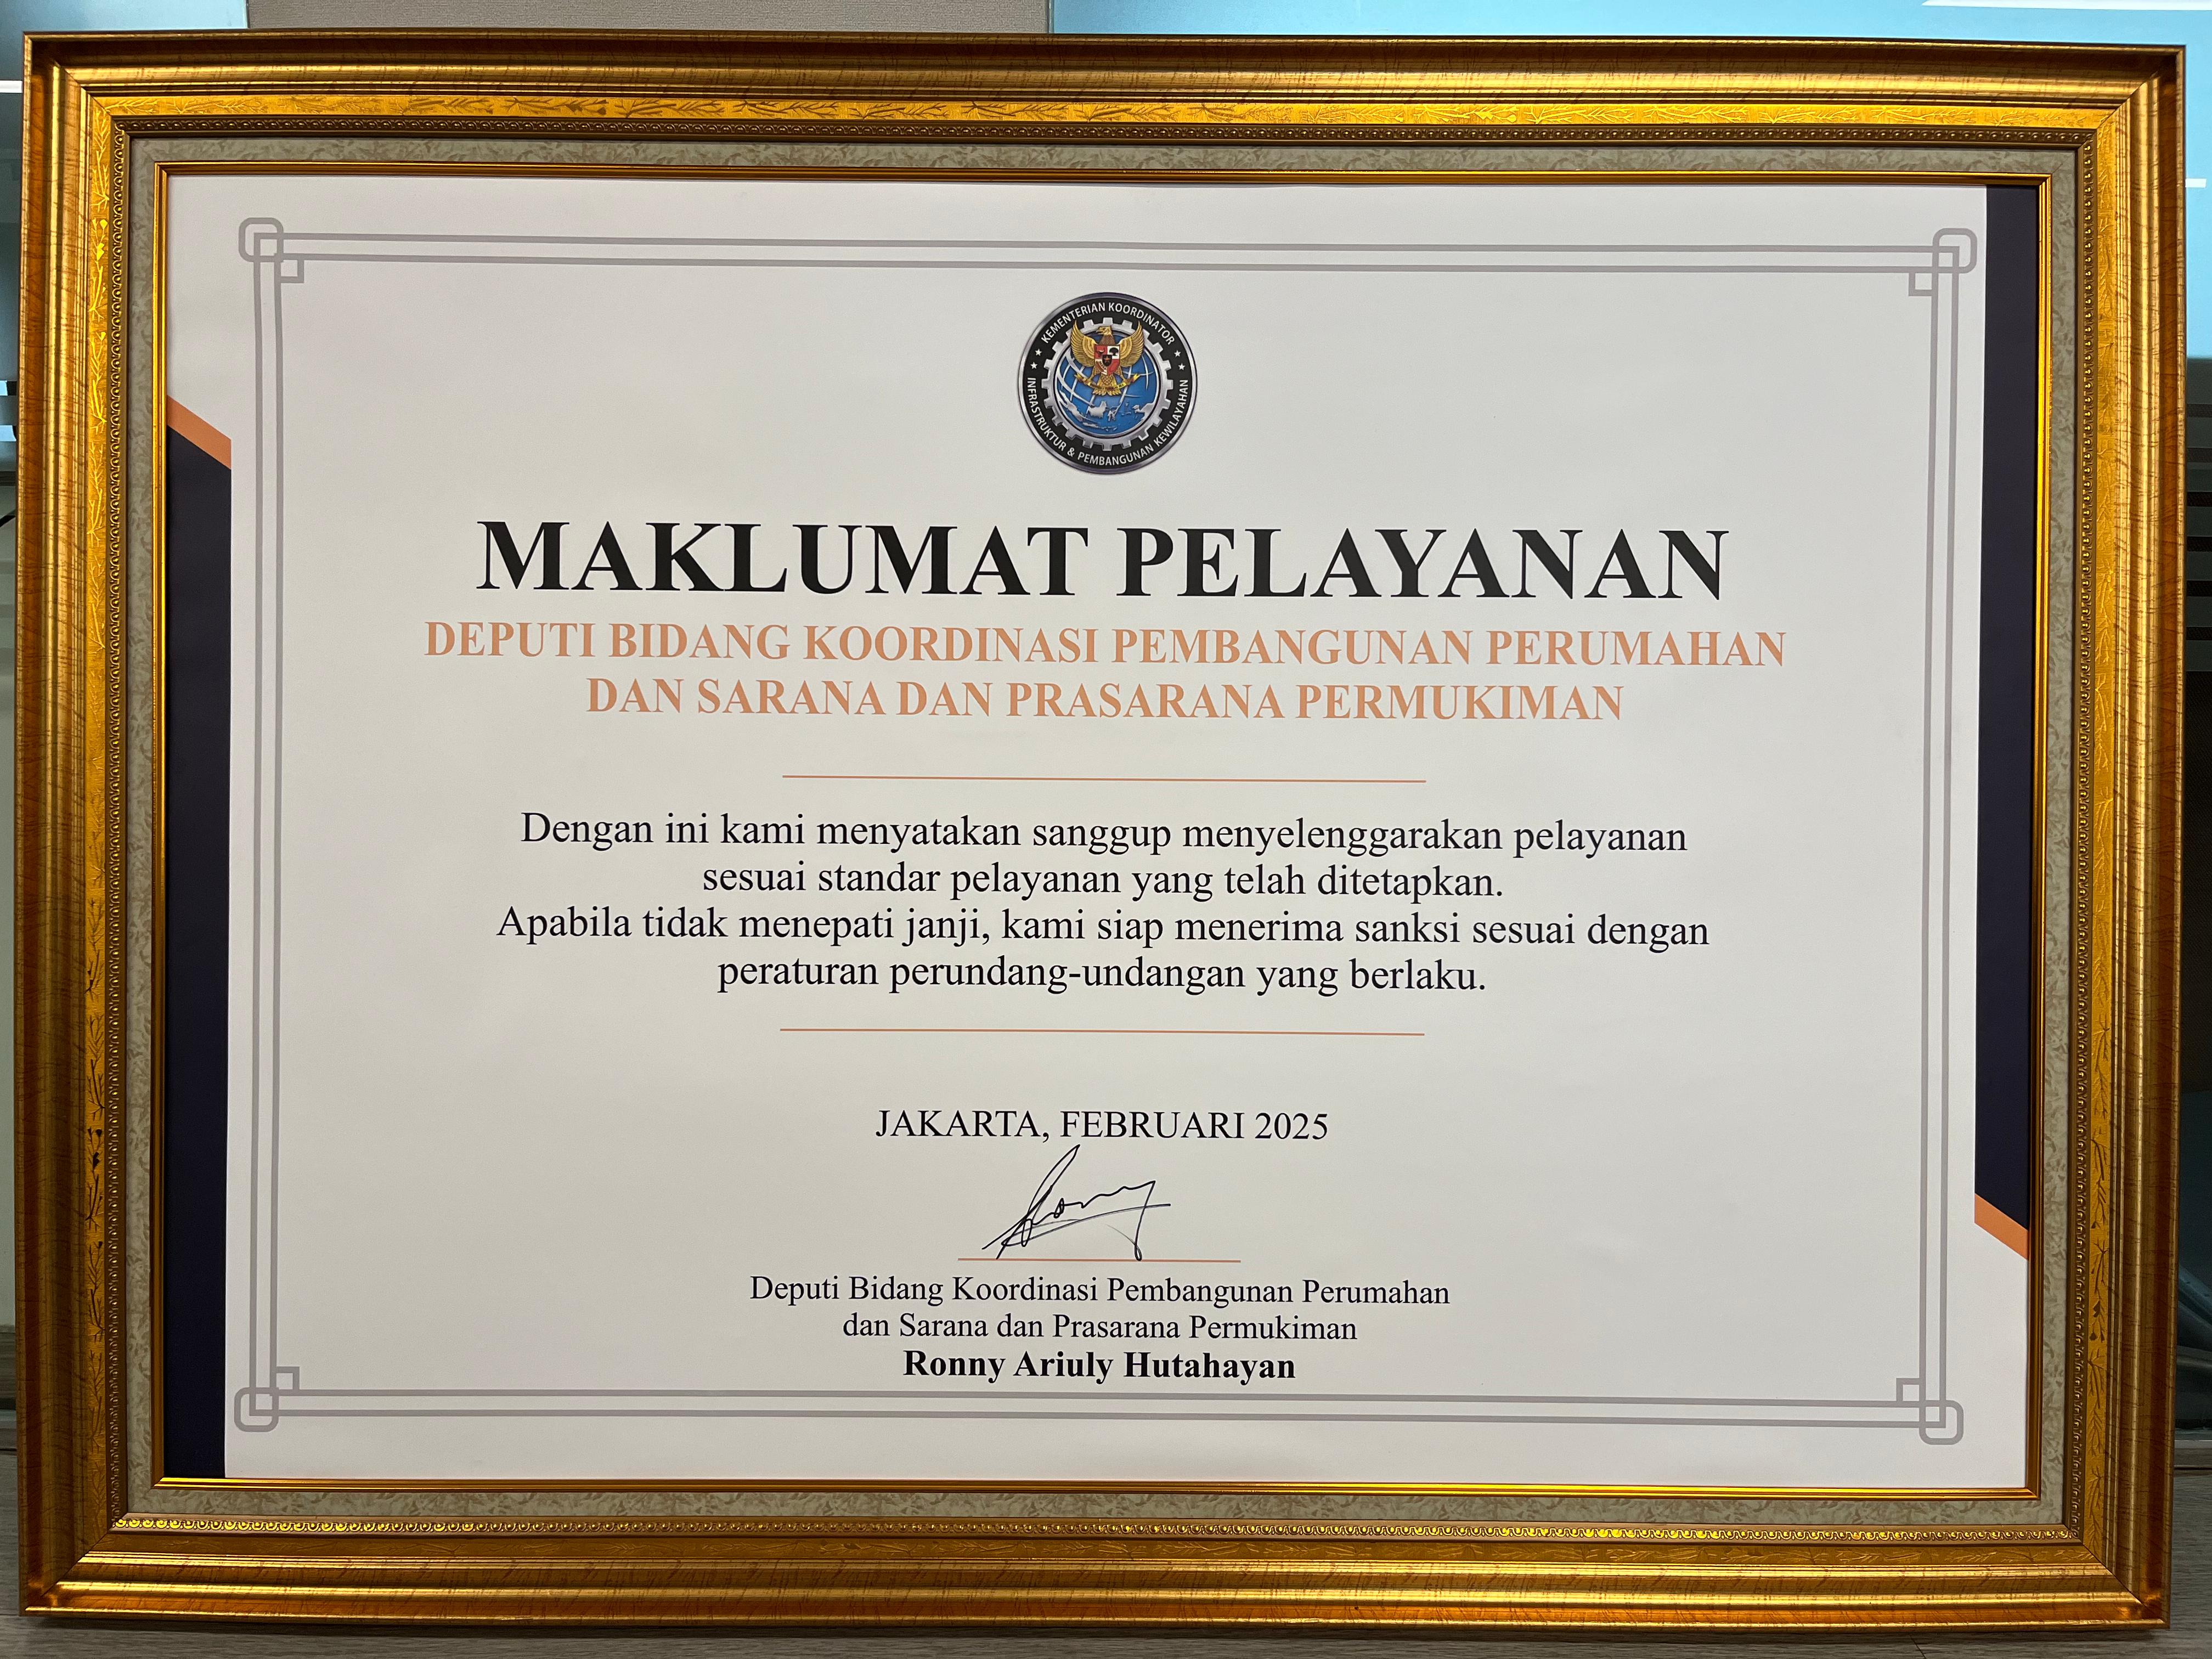 KEMENTERIAN KOORDINATOR
INFRASTRUKTUR & PEMBANGUNAN KEWILAYAHAN
MAKLUMAT PELAYANAN
DEPUTI BIDANG KOORDINASI PEMBANGUNAN PERUMAHAN
DAN SARANA DAN PRASARANA PERMUKIMAN
Dengan ini kami menyatakan sanggup menyelenggarakan pelayanan
sesuai standar pelayanan yang telah ditetapkan.
Apabila tidak menepati janji, kami siap menerima sanksi sesuai dengan
peraturan perundang-undangan yang berlaku.
JAKARTA, FEBRUARI 2025
Deputi Bidang Koordinasi Pembangunan Perumahan
dan Sarana dan Prasarana Permukiman
Ronny Ariuly Hutahayan